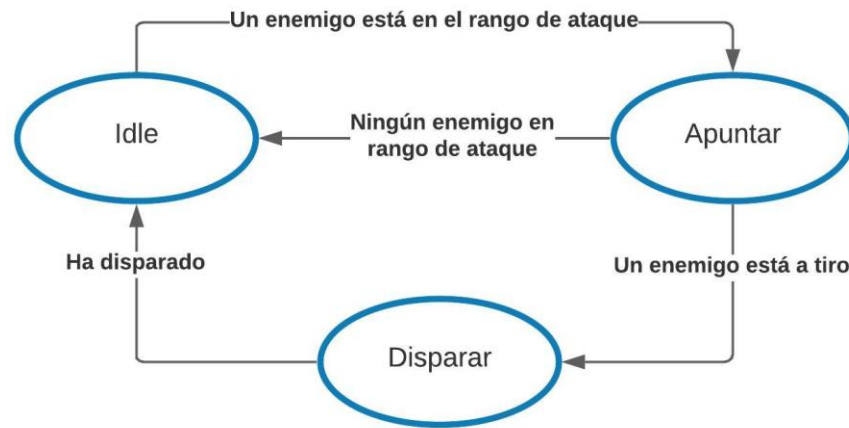 Un enemigo está en el rango de ataque
Idle
Ningún enemigo en
rango de ataque
Apuntar
Ha disparado
Un enemigo está a tiro
Disparar